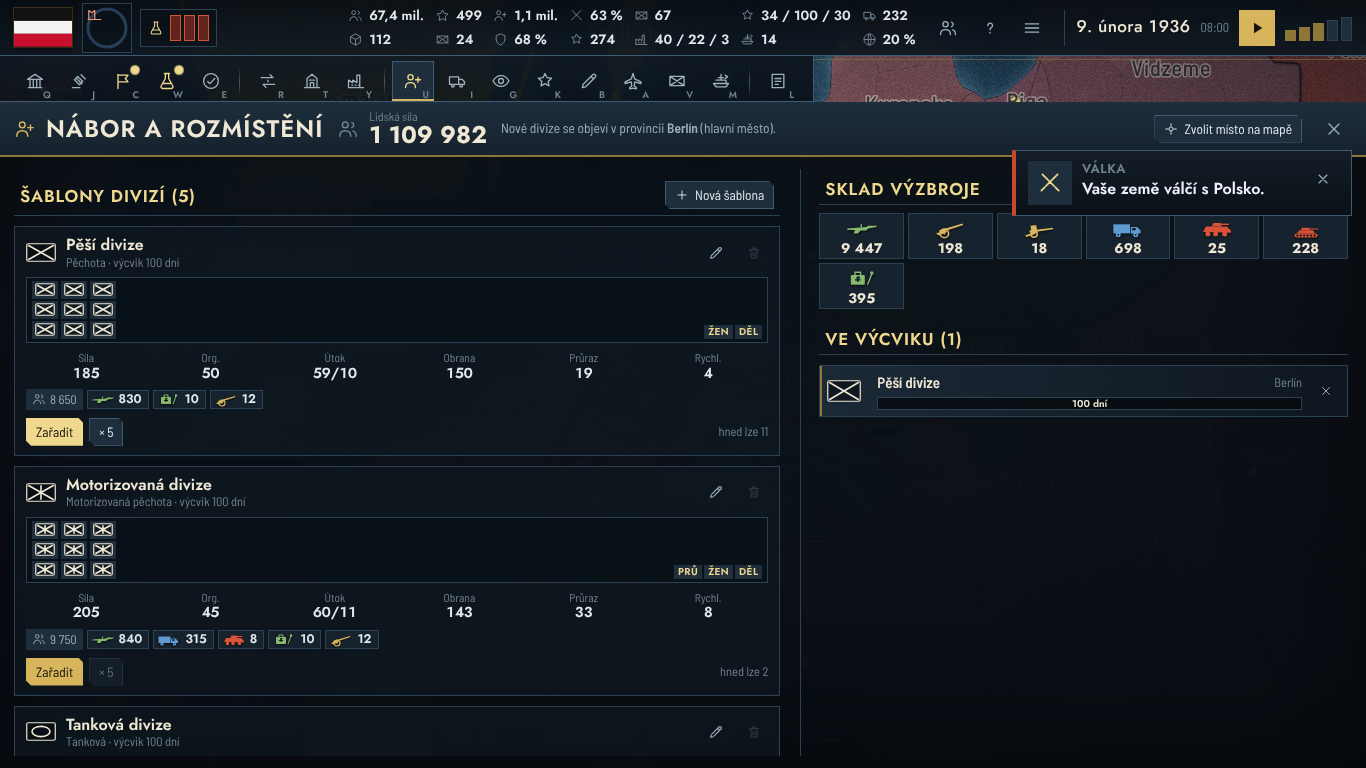 67,4 mil.
499
1,1 mil.
63 %
67
34 / 100 / 30
232
112
24
68 %
274
40 / 22 / 3
14
20 %
?
9. února 1936
08:00
Q
J
C
W
E
R
T
Y
U
I
G
K
B
A
V
M
L
Vidzeme
NÁBOR A ROZMÍSTĚNÍ
Lidská síla
1 109 982
Nové divize se objeví v provincii Berlín (hlavní město).
Zvolit místo na mapě
VÁLKA
Vaše země válčí s Polsko.
ŠABLONY DIVIZÍ (5)
+ Nová šablona
Pěší divize
Pěchota · výcvik 100 dní
ŽEN DĚL
Síla Org. Útok Obrana Průraz Rychl.
185 50 59/10 150 19 4
8 650 830 10 12
Zařadit × 5 hned lze 11
Motorizovaná divize
Motorizovaná pěchota · výcvik 100 dní
PRŮ ŽEN DĚL
Síla Org. Útok Obrana Průraz Rychl.
205 45 60/11 143 33 8
9 750 840 315 8 10 12
Zařadit × 5 hned lze 2
Tanková divize
Tanková · výcvik 100 dní
SKLAD VÝZBROJE
9 447 198 18 698 25 228
395
VE VÝCVIKU (1)
Pěší divize Berlín
100 dní